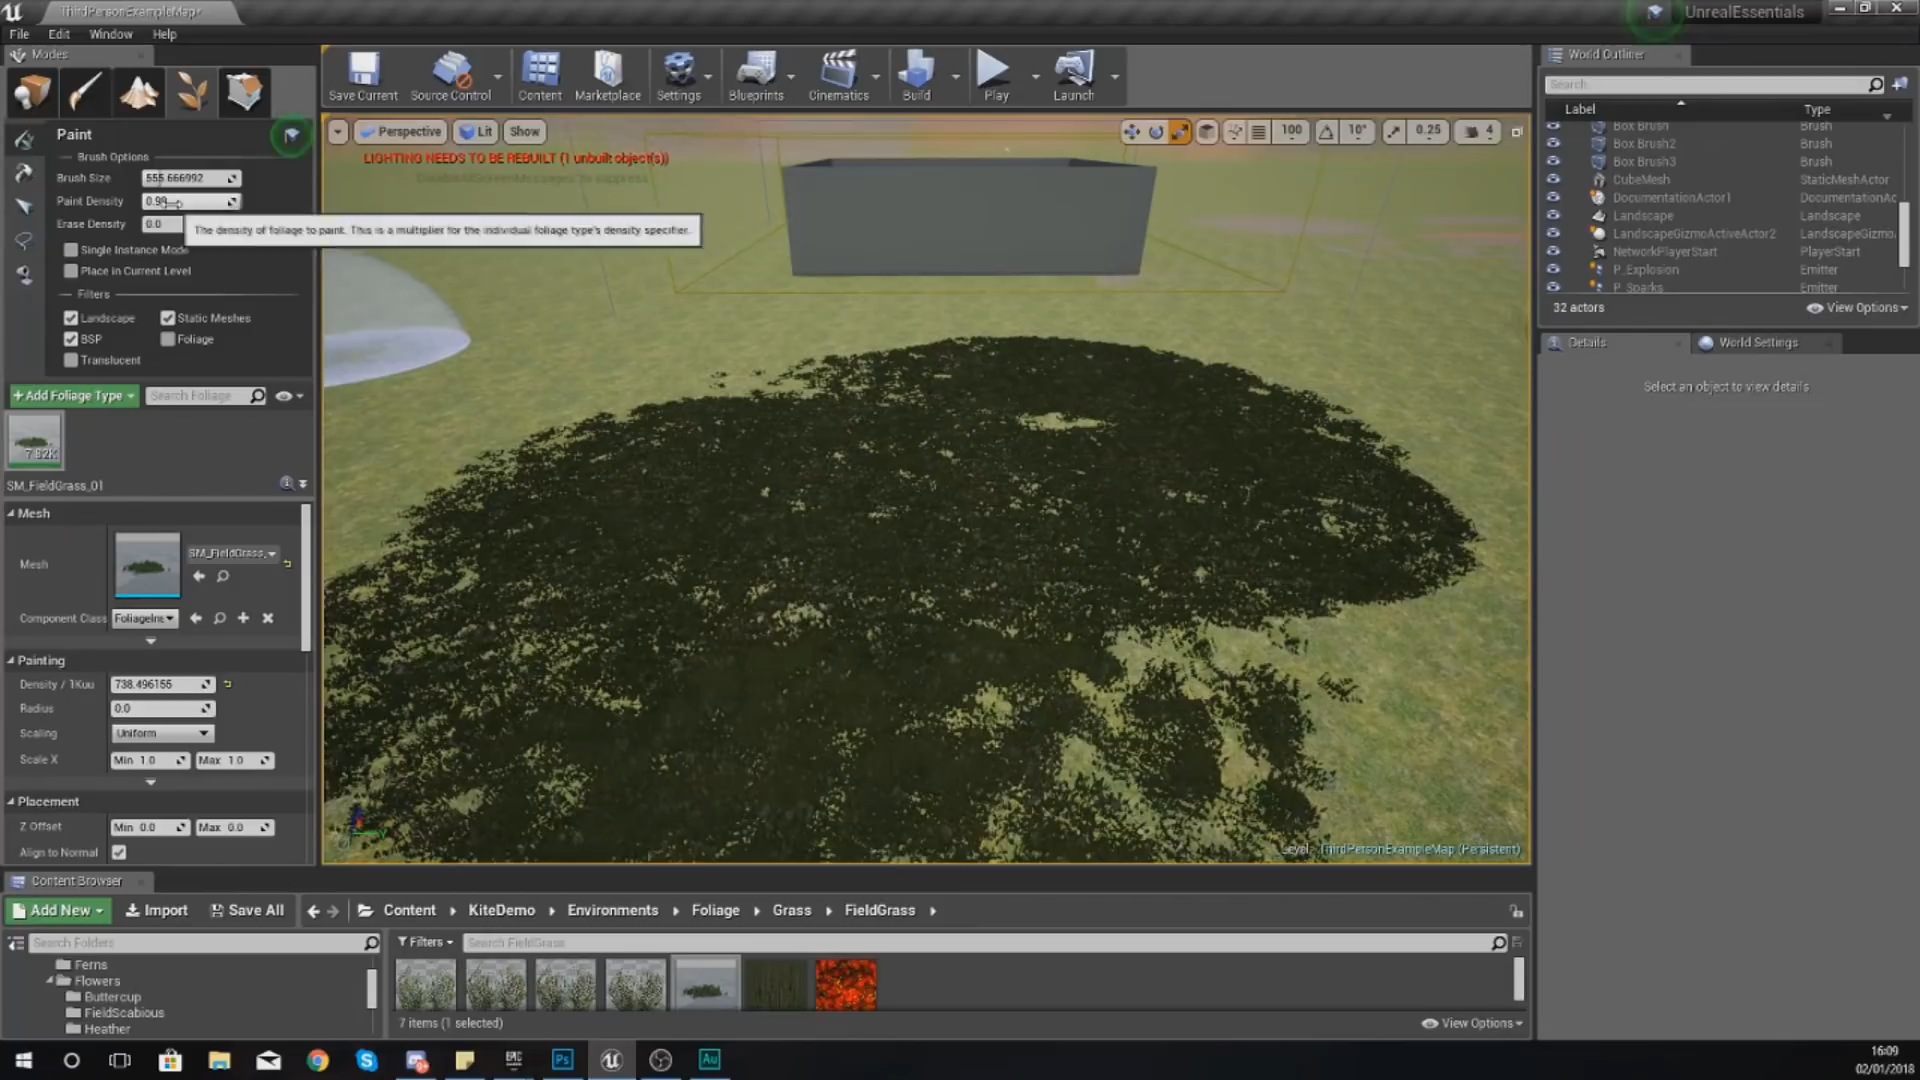 ThirdPersonExampleMap*
UnrealEssentials
File Edit Window Help
Modes
Save Current Source Control Content Marketplace Settings Blueprints Cinematics Build Play Launch
World Outliner
Search
Label Type
Box Brush Brush
Box Brush2 Brush
Box Brush3 Brush
CubeMesh StaticMeshActor
DocumentationActor1 DocumentationAc
Landscape Landscape
LandscapeGizmoActiveActor2 LandscapeGizmo
NetworkPlayerStart PlayerStart
P_Explosion Emitter
P_Sparks Emitter
32 actors View Options
Details World Settings
Select an object to view details
Paint
Brush Options
Brush Size 555.666992
Paint Density
Erase Density 0.0
The density of foliage to paint. This is a multiplier for the individual foliage type's density specifier.
Single Instance Mode
Place in Current Level
Filters
Landscape Static Meshes
BSP Foliage
Translucent
Add Foliage Type Search Foliage
7.82K
SM_FieldGrass_01
Mesh
Mesh SM_FieldGrass_
Component Class FoliageIns
Painting
Density / 1Kuu 738.496155
Radius 0.0
Scaling Uniform
Scale X Min 1.0 Max 1.0
Placement
Z Offset Min 0.0 Max 0.0
Align to Normal
Perspective Lit Show
100 10° 0.25 4
LIGHTING NEEDS TO BE REBUILT (1 unbuilt object(s))
'DisableAllScreenMessages' to suppress
Level: ThirdPersonExampleMap (Persistent)
Content Browser
Add New Import Save All Content KiteDemo Environments Foliage Grass FieldGrass
Search Folders
Filters Search FieldGrass
Ferns
Flowers
Buttercup
FieldScabious
Heather
7 items (1 selected) View Options
EPIC
Ps
Au
16:09
02/01/2018